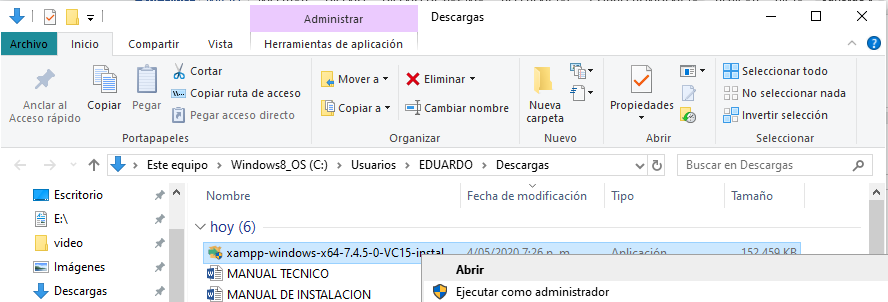 Administrar
Descargas
Archivo
Inicio
Compartir
Vista
Herramientas de aplicación
Anclar al
Acceso rápido
Copiar
Pegar
Cortar
Copiar ruta de acceso
Pegar acceso directo
Portapapeles
Mover a
Copiar a
Eliminar
Cambiar nombre
Organizar
Nueva
carpeta
Nuevo
Propiedades
Abrir
Seleccionar todo
No seleccionar nada
Invertir selección
Seleccionar
Este equipo > Windows8_OS (C:) > Usuarios > EDUARDO > Descargas
Buscar en Descargas
Escritorio
E:\
video
Imágenes
Descargas
Nombre
Fecha de modificación
Tipo
Tamaño
hoy (6)
xampp-windows-x64-7.4.5-0-VC15-instal
4/05/2020 7:26 p. m.
Aplicación
152.459 KB
MANUAL TECNICO
MANUAL DE INSTALACION
Abrir
Ejecutar como administrador